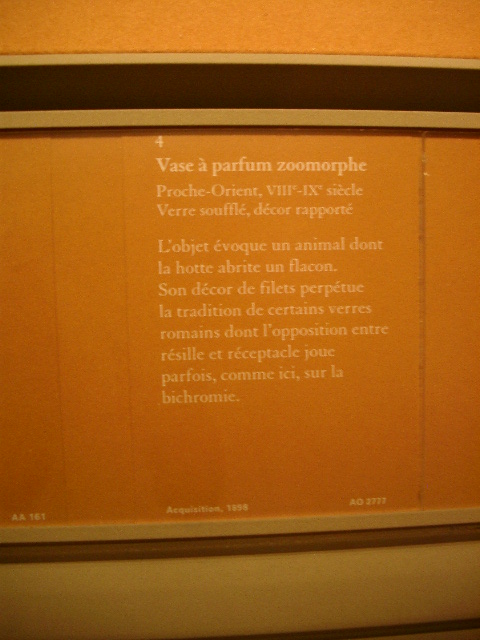 4
Vase à parfum zoomorphe
Proche-Orient, VIIIᵉ-IXᵉ siècle
Verre soufflé, décor rapporté
L'objet évoque un animal dont
la hotte abrite un flacon.
Son décor de filets perpétue
la tradition de certains verres
romains dont l'opposition entre
résille et réceptacle joue
parfois, comme ici, sur la
bichromie.
AA 161
Acquisition, 1898
AO 2777